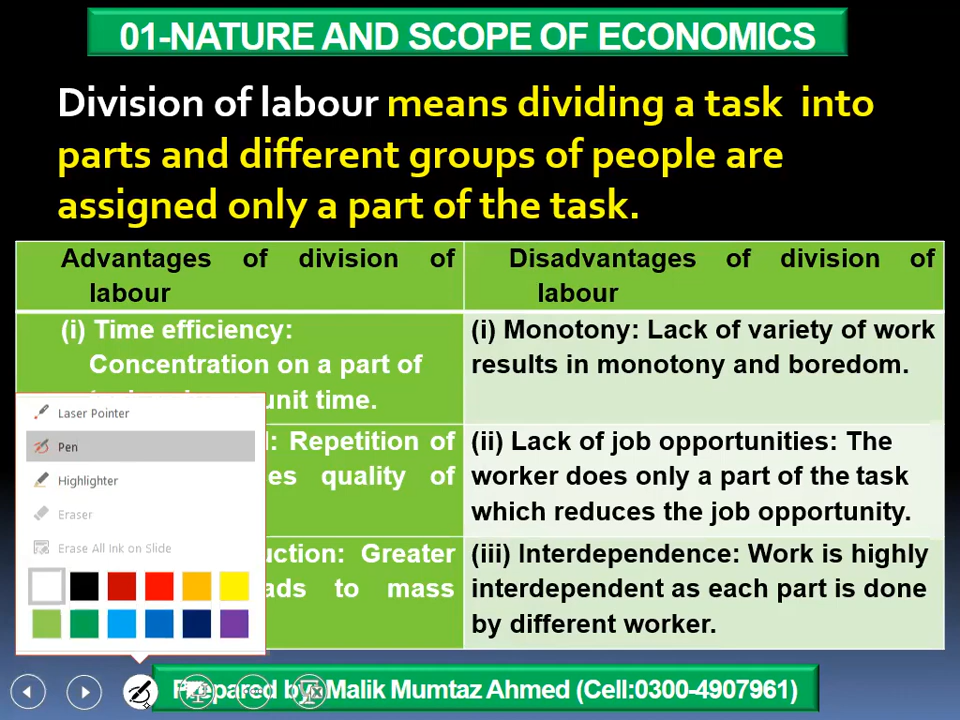 01-NATURE AND SCOPE OF ECONOMICS
Division of labour means dividing a task into
parts and different groups of people are
assigned only a part of the task.
Advantages of division of
labour
Disadvantages of division of
labour
(i) Time efficiency:
Concentration on a part of
unit time.
(i) Monotony: Lack of variety of work
results in monotony and boredom.
Repetition of
quality of
(ii) Lack of job opportunities: The
worker does only a part of the task
which reduces the job opportunity.
Greater
to mass
(iii) Interdependence: Work is highly
interdependent as each part is done
by different worker.
Laser Pointer
Pen
Highlighter
Eraser
Erase All Ink on Slide
Prepared by: Malik Mumtaz Ahmed (Cell:0300-4907961)